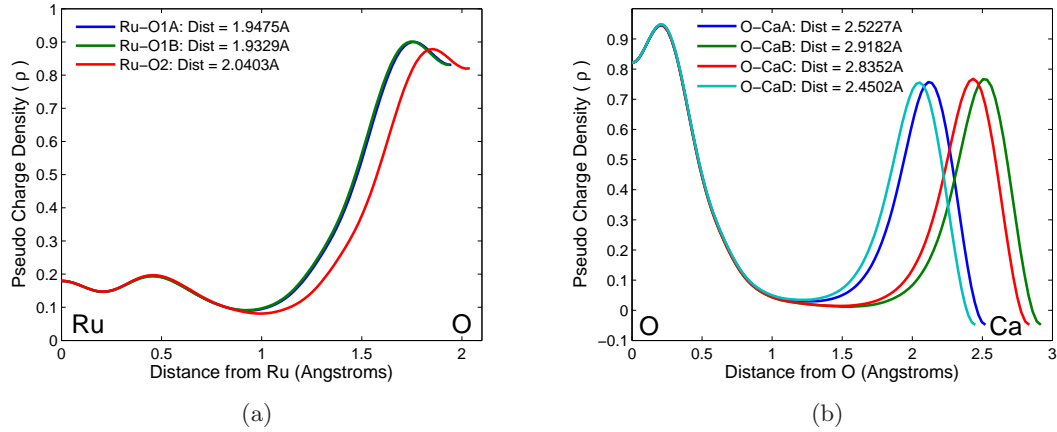 Ru−O1A: Dist = 1.9475A
Ru−O1B: Dist = 1.9329A
Ru−O2: Dist = 2.0403A
Pseudo Charge Density ( ρ )
1
0.9
0.8
0.7
0.6
0.5
0.4
0.3
0.2
0.1
0
Ru
O
0 0.5 1 1.5 2
Distance from Ru (Angstroms)
(a)
O−CaA: Dist = 2.5227A
O−CaB: Dist = 2.9182A
O−CaC: Dist = 2.8352A
O−CaD: Dist = 2.4502A
Pseudo Charge Density ( ρ )
1
0.9
0.8
0.7
0.6
0.5
0.4
0.3
0.2
0.1
0
−0.1
O
Ca
0 0.5 1 1.5 2 2.5 3
Distance from O (Angstroms)
(b)